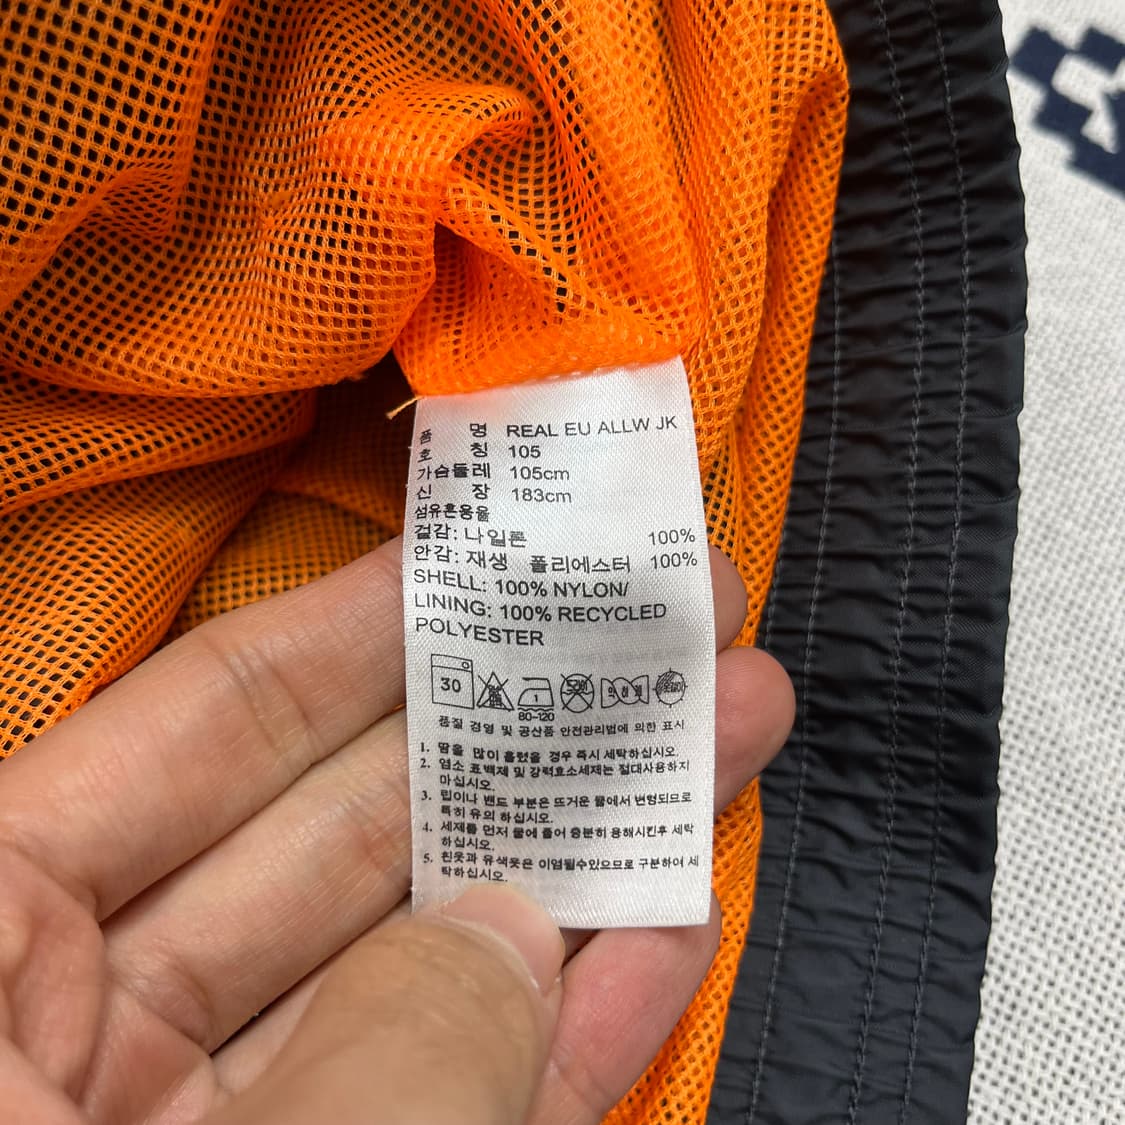 품 명 REAL EU ALLW JK
호 칭 105
가슴둘레 105cm
신 장 183cm
섬유혼용율
겉감: 나일론 100%
안감: 재생 폴리에스터 100%
SHELL: 100% NYLON/
LINING: 100% RECYCLED
POLYESTER
30
1
80~120
품질 경영 및 공산품 안전관리법에 의한 표시
1. 땀을 많이 흘렸을 경우 즉시 세탁하십시오.
2. 염소 표백제 및 강력효소세제는 절대사용하지
마십시오.
3. 립이나 밴드 부분은 뜨거운 물에서 변형되므로
특히 유의 하십시오.
4. 세제를 먼저 물에 풀어 충분히 용해시킨후 세탁
하십시오.
5. 흰옷과 유색옷은 이염될수있으므로 구분하여 세
탁하십시오.